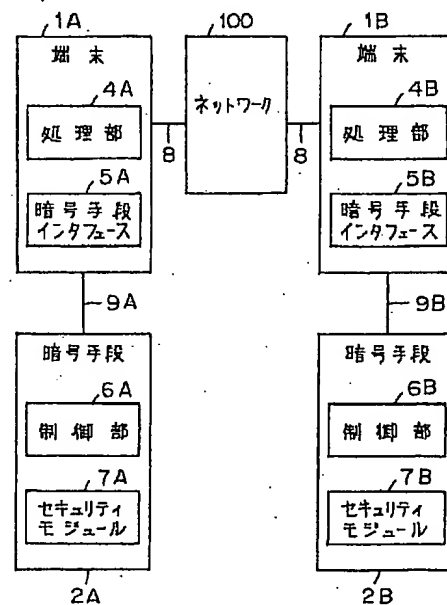 1A
100
1B
端末
ネットワーク
端末
4A
4B
処理部
8
8
処理部
5A
5B
暗号手段
インタフェース
暗号手段
インタフェース
9A
9B
暗号手段
暗号手段
6A
6B
制御部
制御部
7A
7B
セキュリティ
モジュール
セキュリティ
モジュール
2A
2B